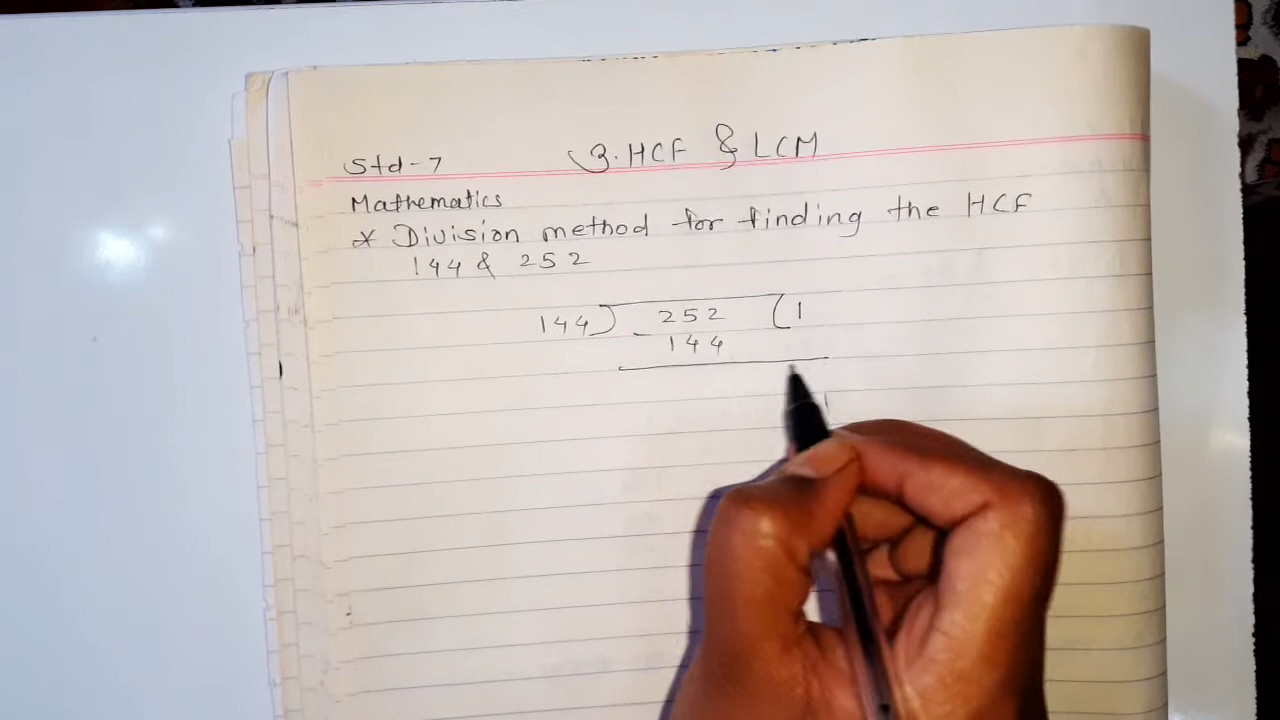 Std-7
3. HCF & LCM
Mathematics
* Division method for finding the HCF
144 & 252
144) 252 (1
- 144